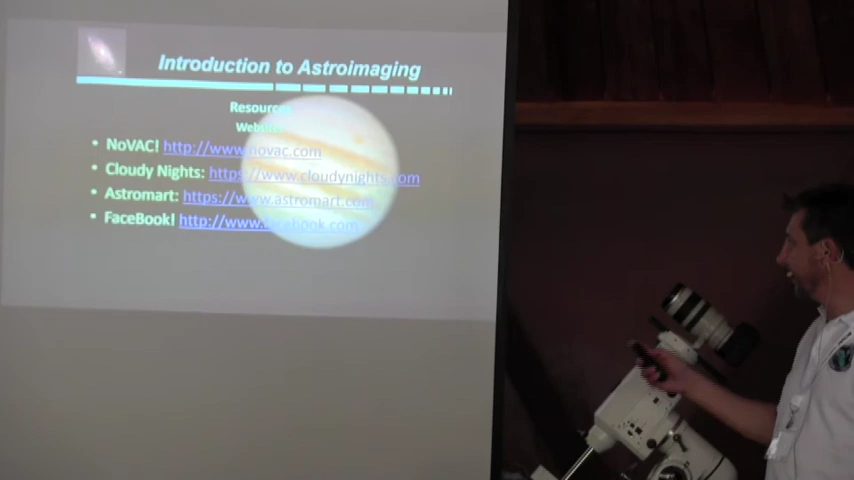 Introduction to Astroimaging
Resources
Websites
• NoVAC! http://www.novac.com
• Cloudy Nights: https://www.cloudynights.com
• Astromart: https://www.astromart.com
• FaceBook! http://www.facebook.com